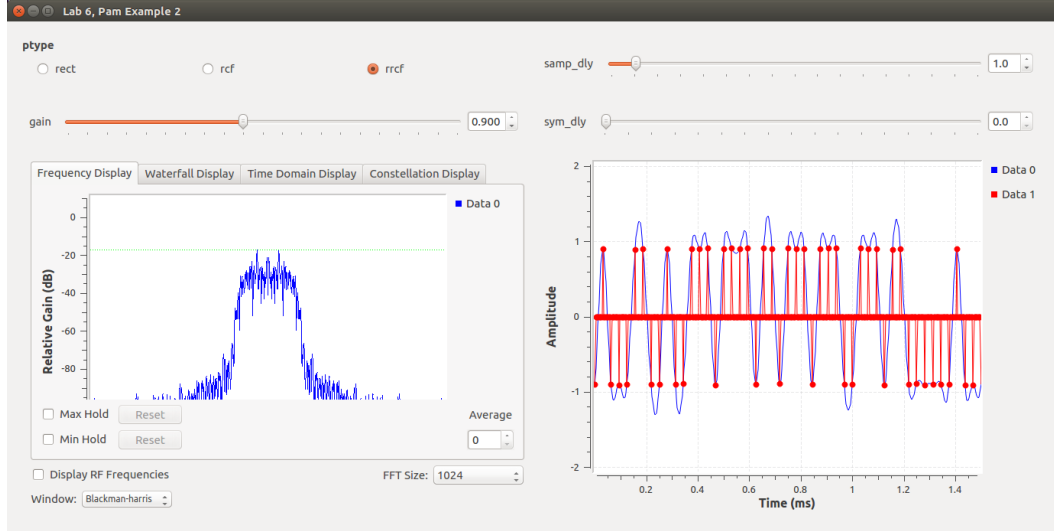 Lab 6, Pam Example 2
ptype
rect
rcf
rrcf
samp_dly
1.0
gain
0.900
sym_dly
0.0
Frequency Display
Waterfall Display
Time Domain Display
Constellation Display
Data 0
0
-20
-40
-60
-80
Relative Gain (dB)
Max Hold
Reset
Average
Min Hold
Reset
0
Display RF Frequencies
FFT Size:
1024
Window:
Blackman-harris
2
1
0
-1
-2
Amplitude
Data 0
Data 1
0.2
0.4
0.6
0.8
1
1.2
1.4
Time (ms)